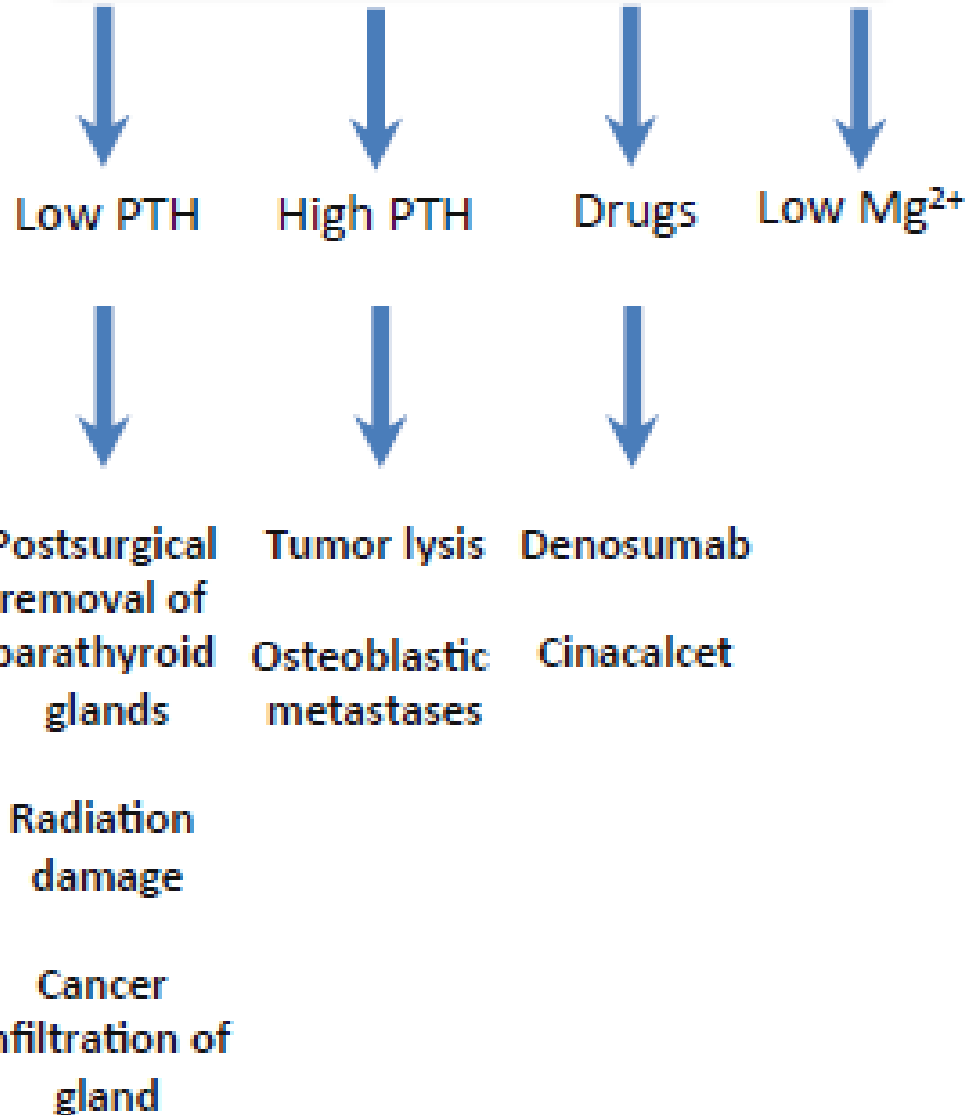 Low PTH
High PTH
Drugs
Low Mg²⁺
Postsurgical
removal of
parathyroid
glands
Radiation
damage
Cancer
nfiltration of
gland
Tumor lysis
Osteoblastic
metastases
Denosumab
Cinacalcet